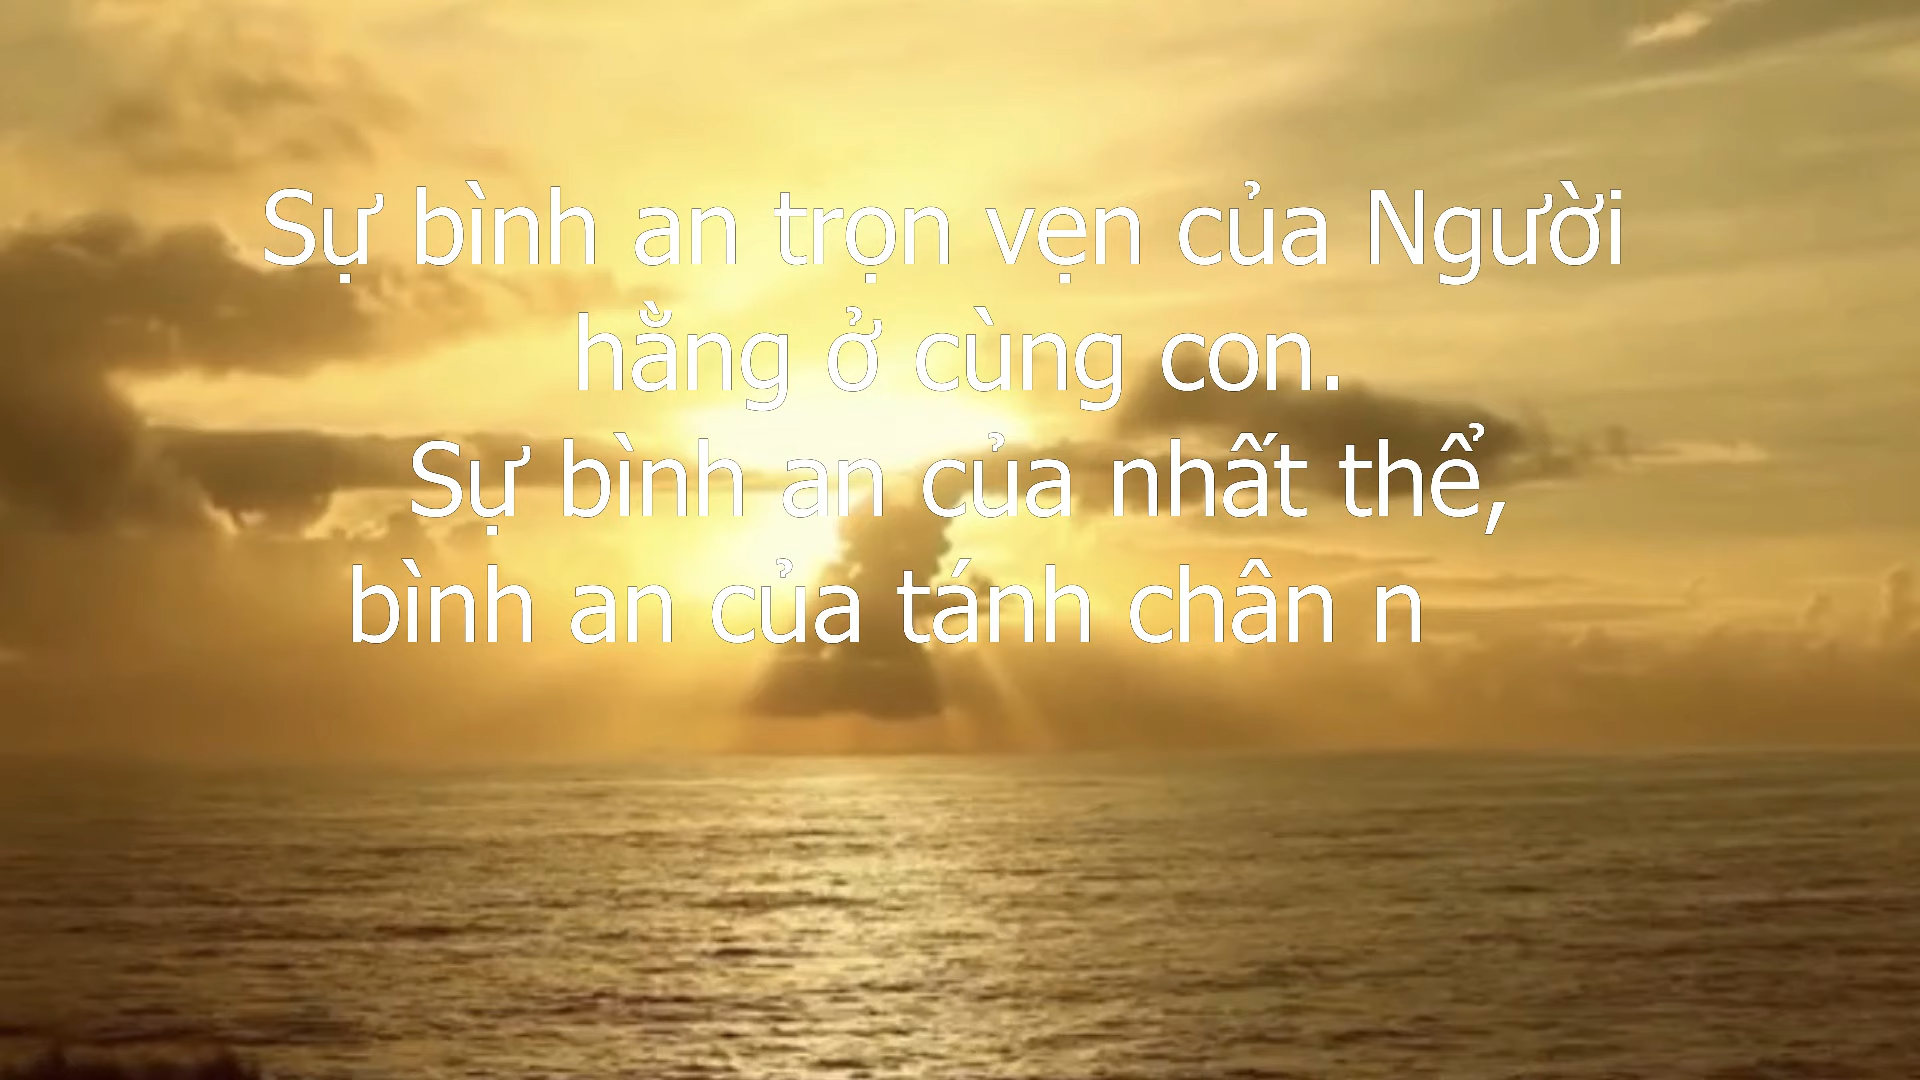 Sự bình an trọn vẹn của Người
hằng ở cùng con.
Sự bình an của nhất thể,
bình an của tánh chân n